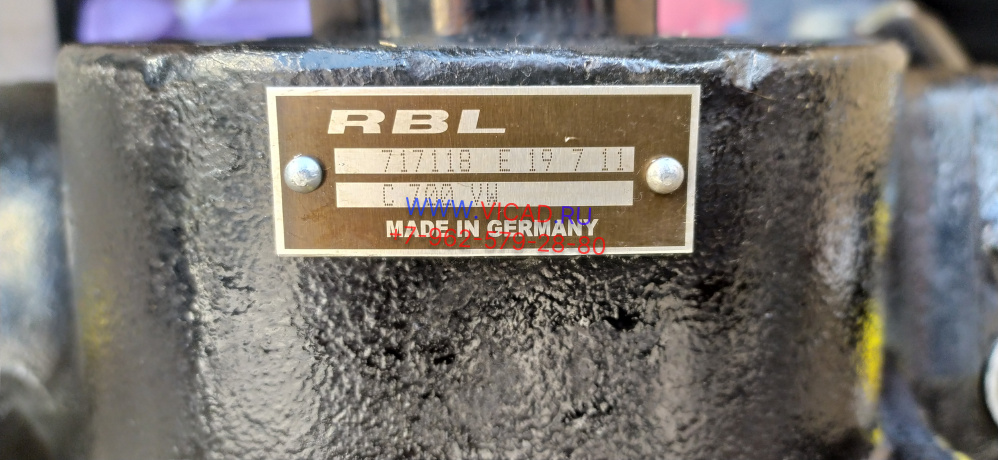 RBL
717118 E 19 7 11
C 700 VW
WWW.VICAD.RU
MADE IN GERMANY
+7-962-579-28-80